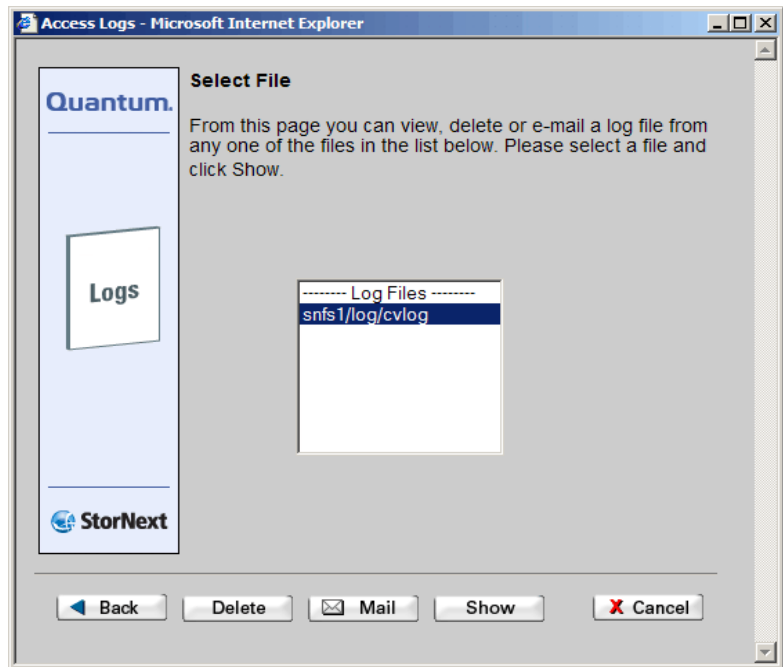 Access Logs - Microsoft Internet Explorer
Quantum.
Logs
StorNext
Select File
From this page you can view, delete or e-mail a log file from
any one of the files in the list below. Please select a file and
click Show.
-------- Log Files --------
snfs1/log/cvlog
Back Delete Mail Show X Cancel